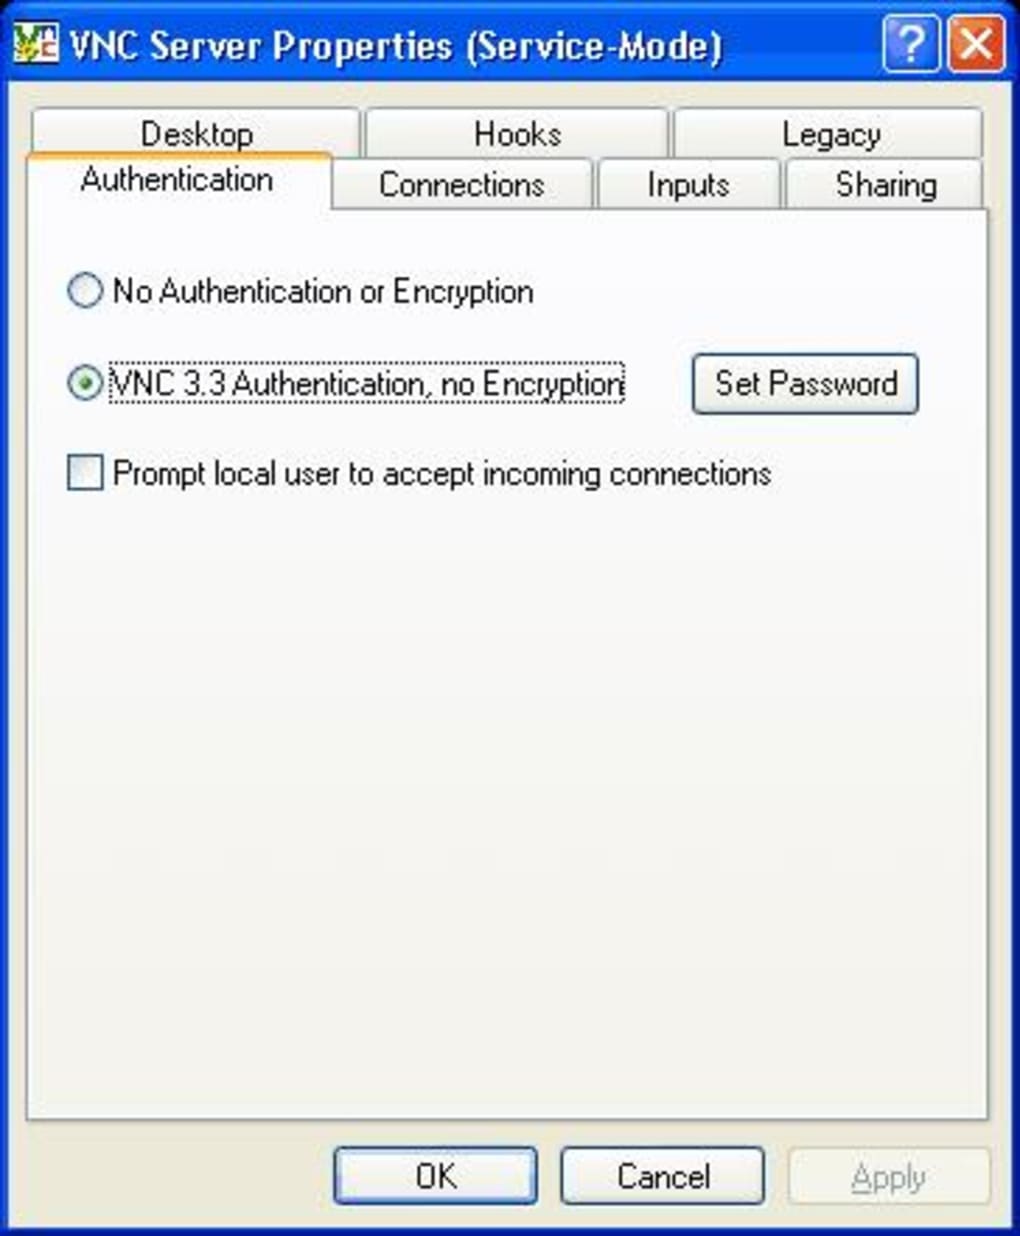 VNC Server Properties (Service-Mode)
Desktop Hooks Legacy
Authentication Connections Inputs Sharing
No Authentication or Encryption
VNC 3.3 Authentication, no Encryption Set Password
Prompt local user to accept incoming connections
OK Cancel Apply